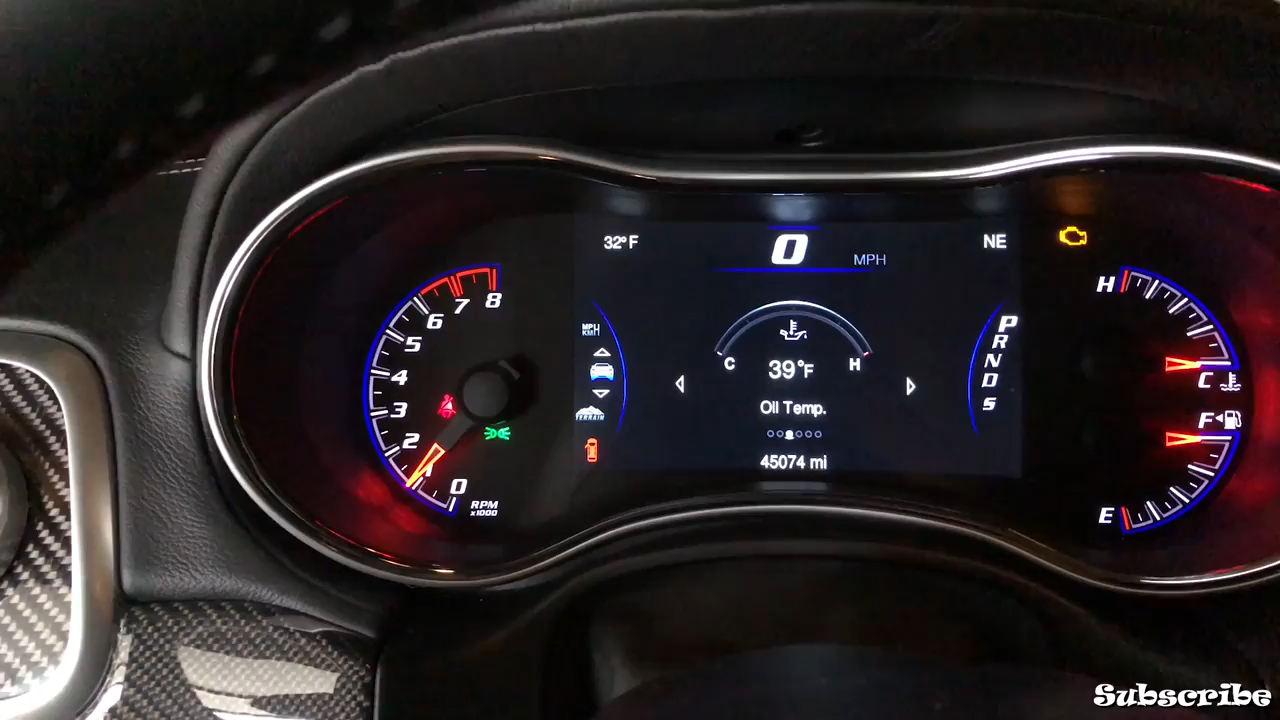 32°F
0 MPH
NE
8
7
6
5
4
3
2
1
0
RPM
x1000
MPH
KM/H
TERRAIN
C
H
39°F
Oil Temp.
45074 mi
P
R
N
D
S
H
C
F
E
Subscribe